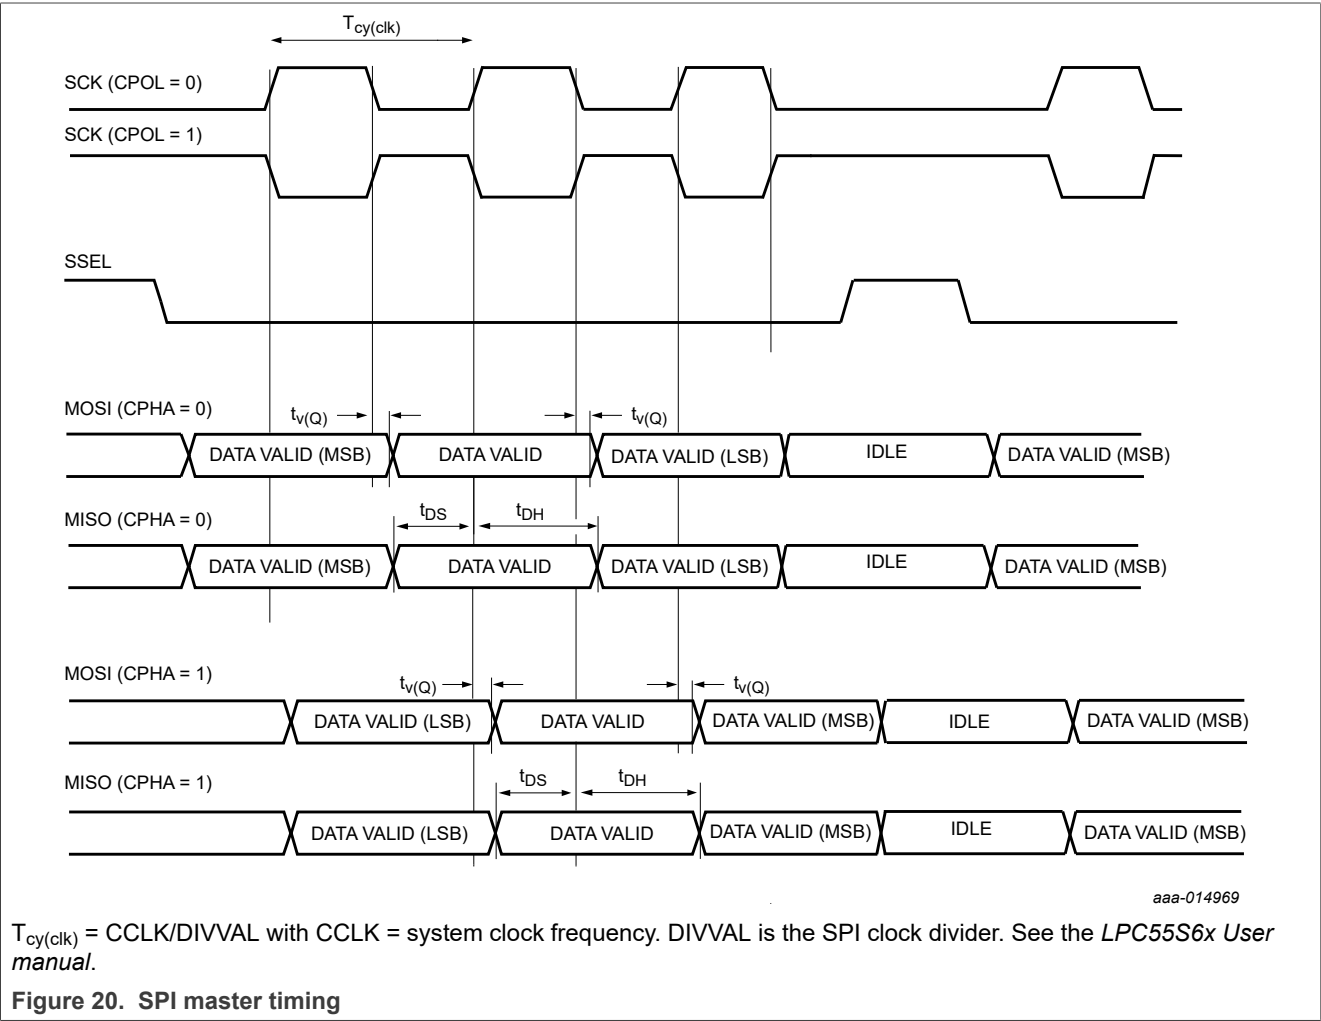 Tcy(clk)
SCK (CPOL = 0)
SCK (CPOL = 1)
SSEL
MOSI (CPHA = 0)
tv(Q) tv(Q)
DATA VALID (MSB) DATA VALID DATA VALID (LSB) IDLE DATA VALID (MSB)
tDS tDH
MISO (CPHA = 0)
DATA VALID (MSB) DATA VALID DATA VALID (LSB) IDLE DATA VALID (MSB)
MOSI (CPHA = 1)
tv(Q) tv(Q)
DATA VALID (LSB) DATA VALID DATA VALID (MSB) IDLE DATA VALID (MSB)
tDS tDH
MISO (CPHA = 1)
DATA VALID (LSB) DATA VALID DATA VALID (MSB) IDLE DATA VALID (MSB)
aaa-014969
Tcy(clk) = CCLK/DIVVAL with CCLK = system clock frequency. DIVVAL is the SPI clock divider. See the LPC55S6x User
manual.
Figure 20. SPI master timing